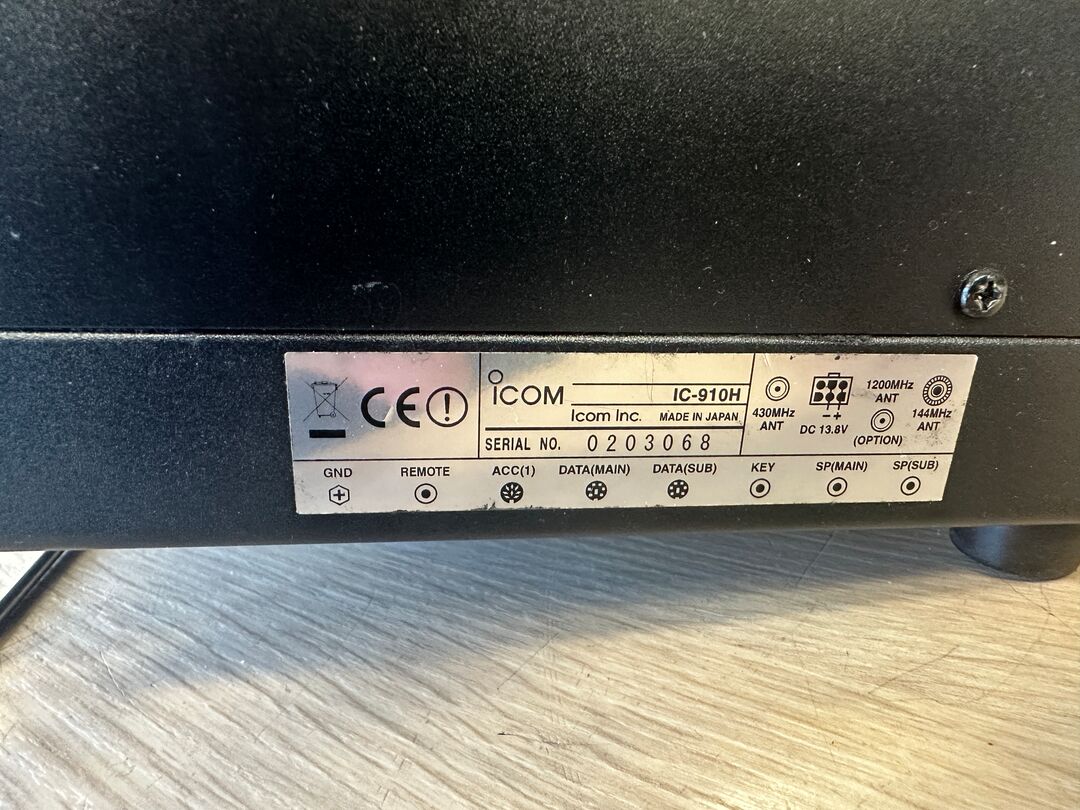 CE
iCOM
IC-910H
Icom Inc. MADE IN JAPAN
SERIAL NO. 0203068
430MHz
ANT
DC 13.8V
- +
1200MHz
ANT
(OPTION)
144MHz
ANT
GND
REMOTE
ACC(1)
DATA(MAIN)
DATA(SUB)
KEY
SP(MAIN)
SP(SUB)